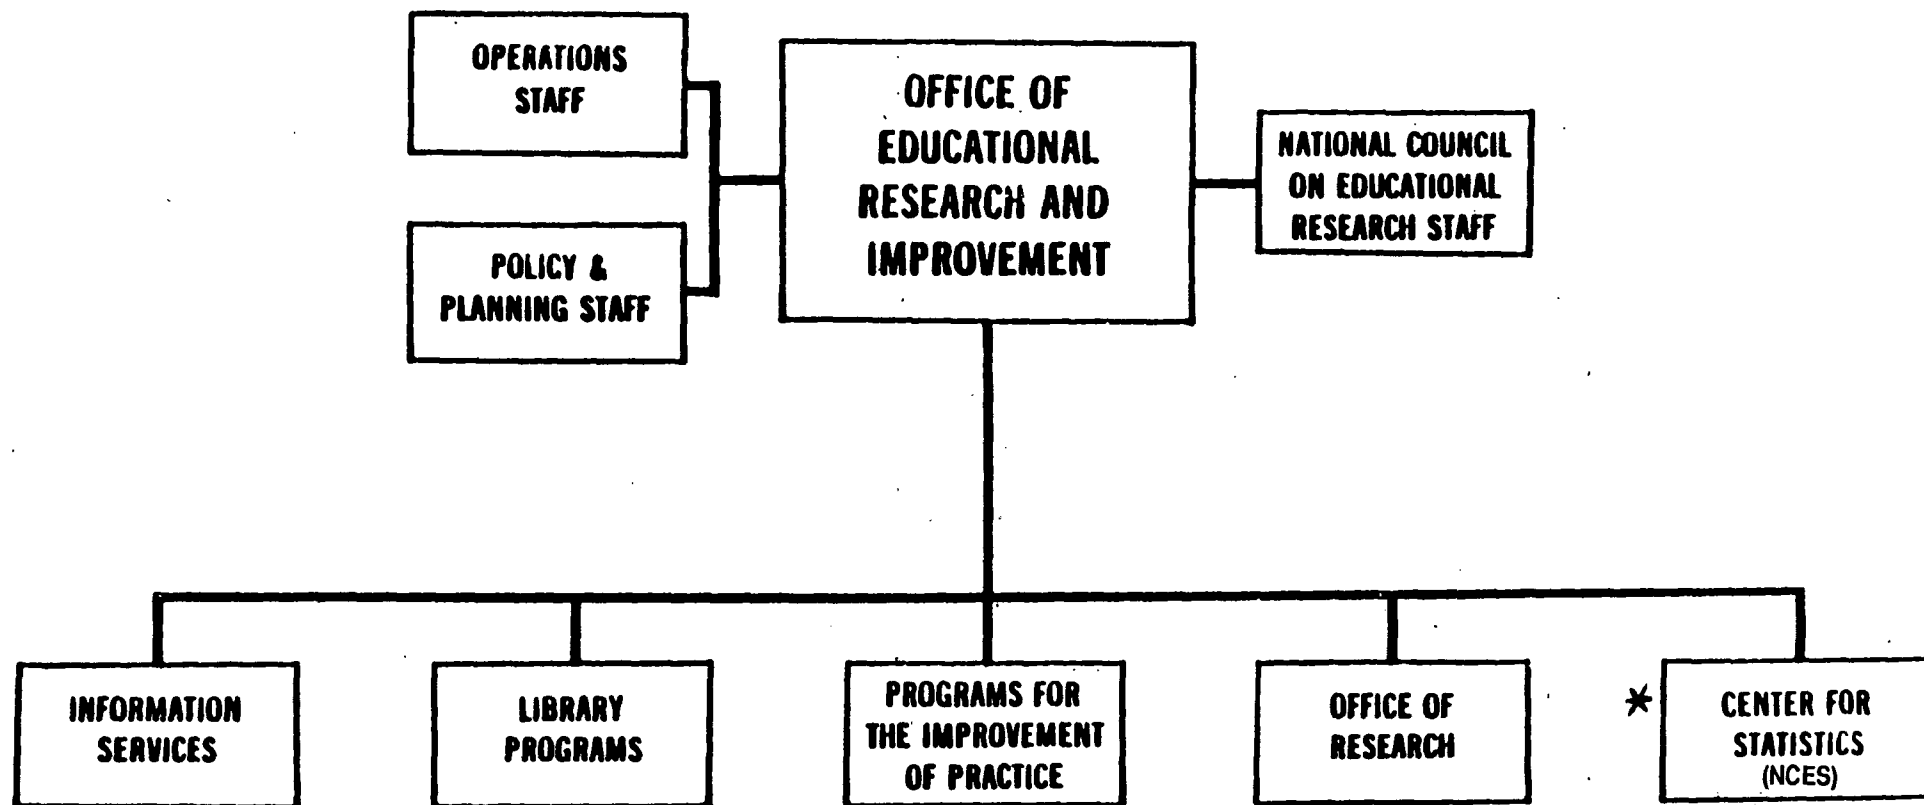 OPERATIONS
STAFF
OFFICE OF
EDUCATIONAL
RESEARCH AND
IMPROVEMENT
NATIONAL COUNCIL
ON EDUCATIONAL
RESEARCH STAFF
POLICY &
PLANNING STAFF
INFORMATION
SERVICES
LIBRARY
PROGRAMS
PROGRAMS FOR
THE IMPROVEMENT
OF PRACTICE
OFFICE OF
RESEARCH
*
CENTER FOR
STATISTICS
(NCES)